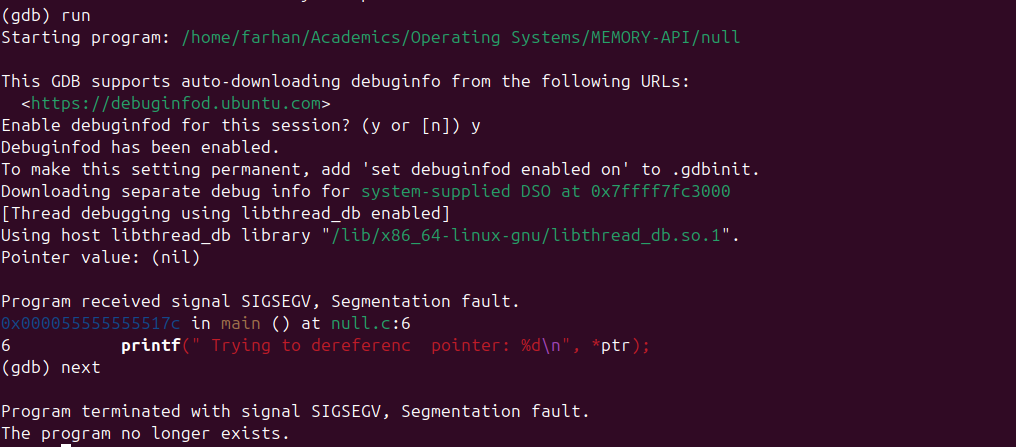 (gdb) run
Starting program: /home/farhan/Academics/Operating Systems/MEMORY-API/null
This GDB supports auto-downloading debuginfo from the following URLs:
<https://debuginfod.ubuntu.com>
Enable debuginfod for this session? (y or [n]) y
Debuginfod has been enabled.
To make this setting permanent, add 'set debuginfod enabled on' to .gdbinit.
Downloading separate debug info for system-supplied DSO at 0x7ffff7fc3000
[Thread debugging using libthread_db enabled]
Using host libthread_db library "/lib/x86_64-linux-gnu/libthread_db.so.1".
Pointer value: (nil)
Program received signal SIGSEGV, Segmentation fault.
0x000055555555517c in main () at null.c:6
6 printf(" Trying to dereferenc  pointer: %d\n", *ptr);
(gdb) next
Program terminated with signal SIGSEGV, Segmentation fault.
The program no longer exists.